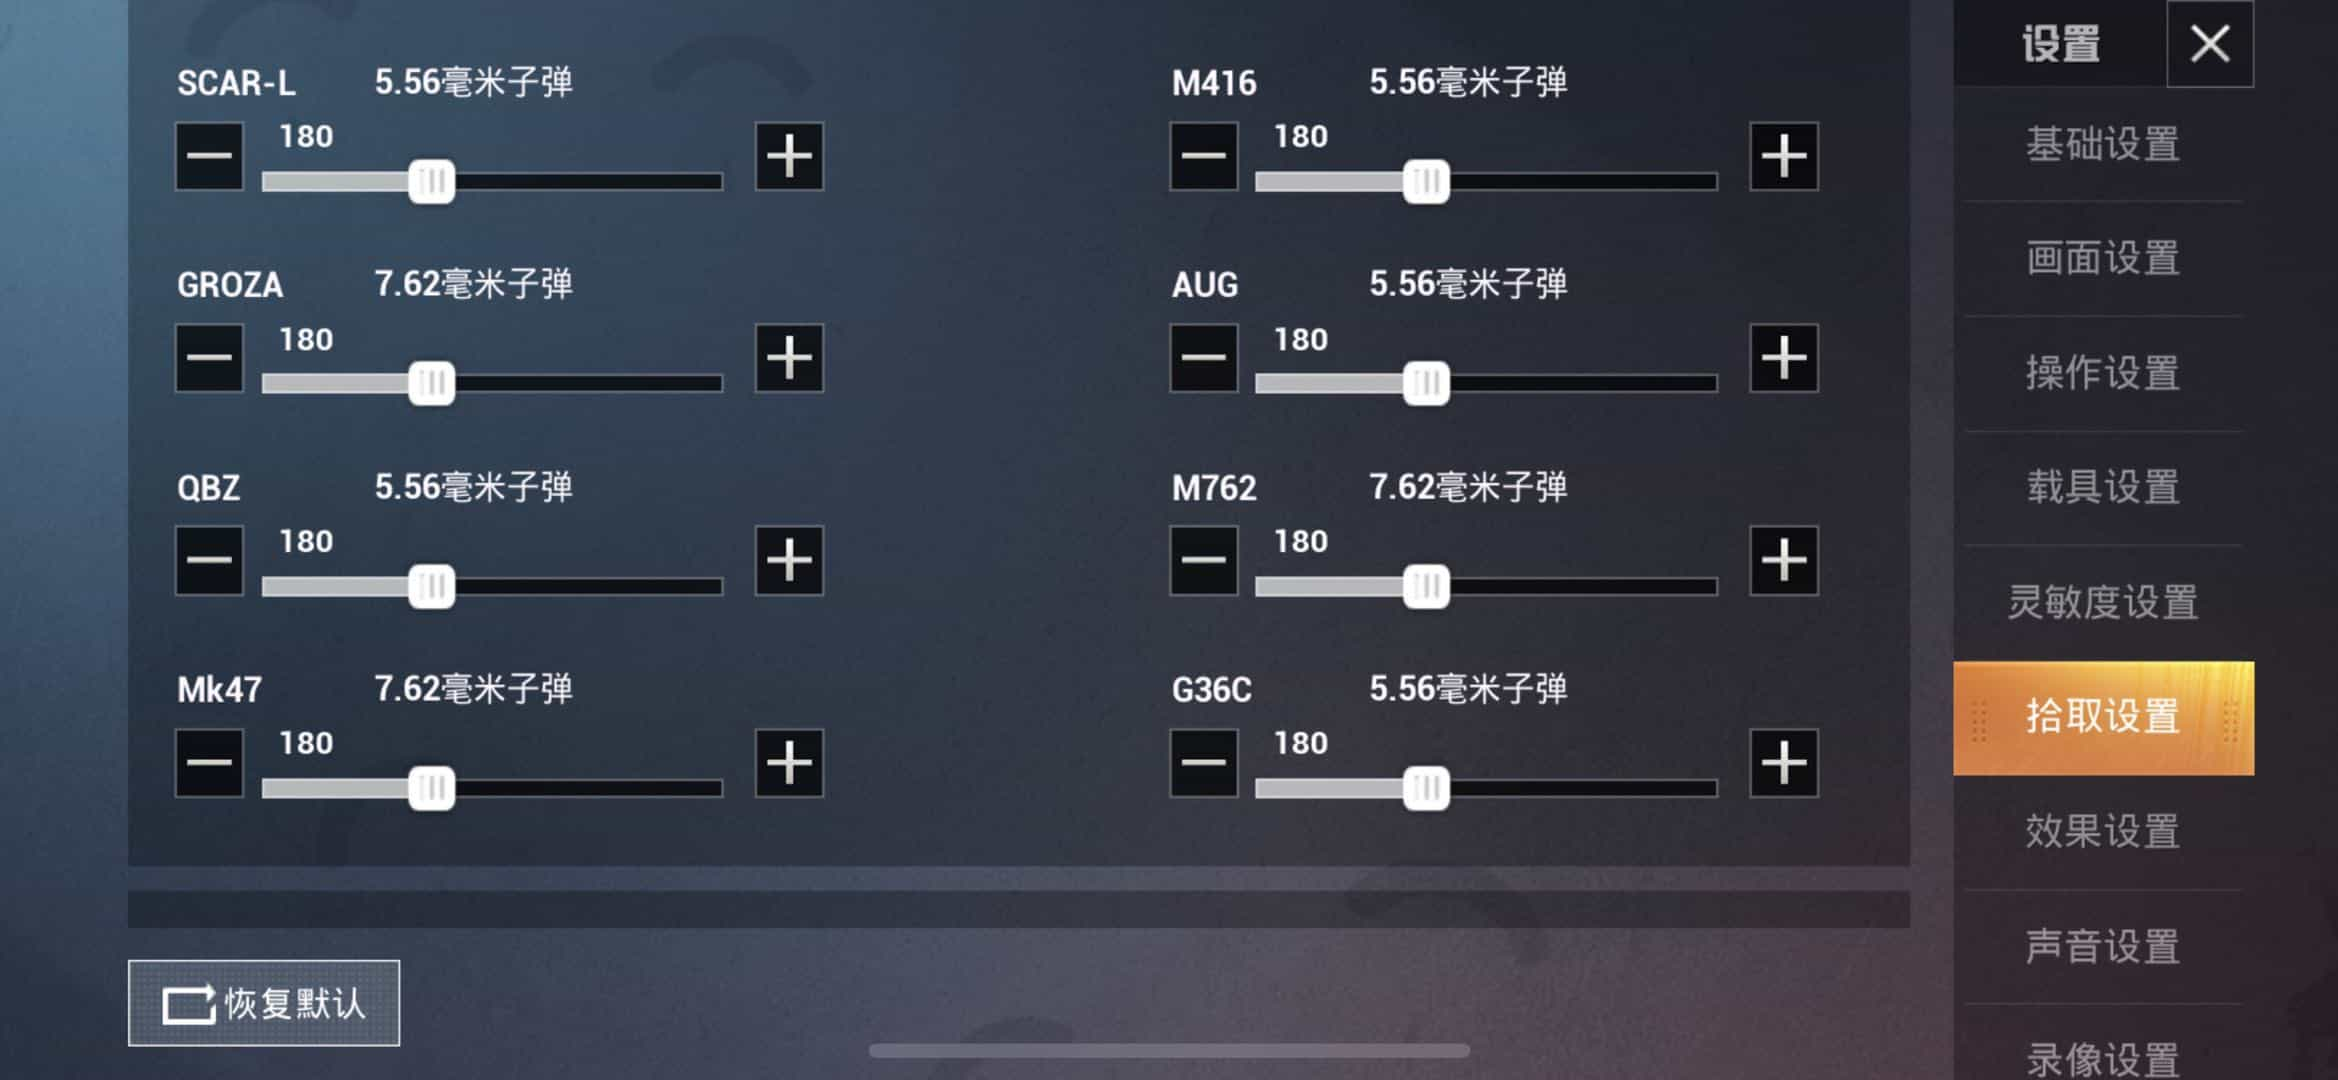 SCAR-L 5.56毫米子弹
180
M416 5.56毫米子弹
180
GROZA 7.62毫米子弹
180
AUG 5.56毫米子弹
180
QBZ 5.56毫米子弹
180
M762 7.62毫米子弹
180
Mk47 7.62毫米子弹
180
G36C 5.56毫米子弹
180
恢复默认
设置
基础设置
画面设置
操作设置
载具设置
灵敏度设置
拾取设置
效果设置
声音设置
录像设置